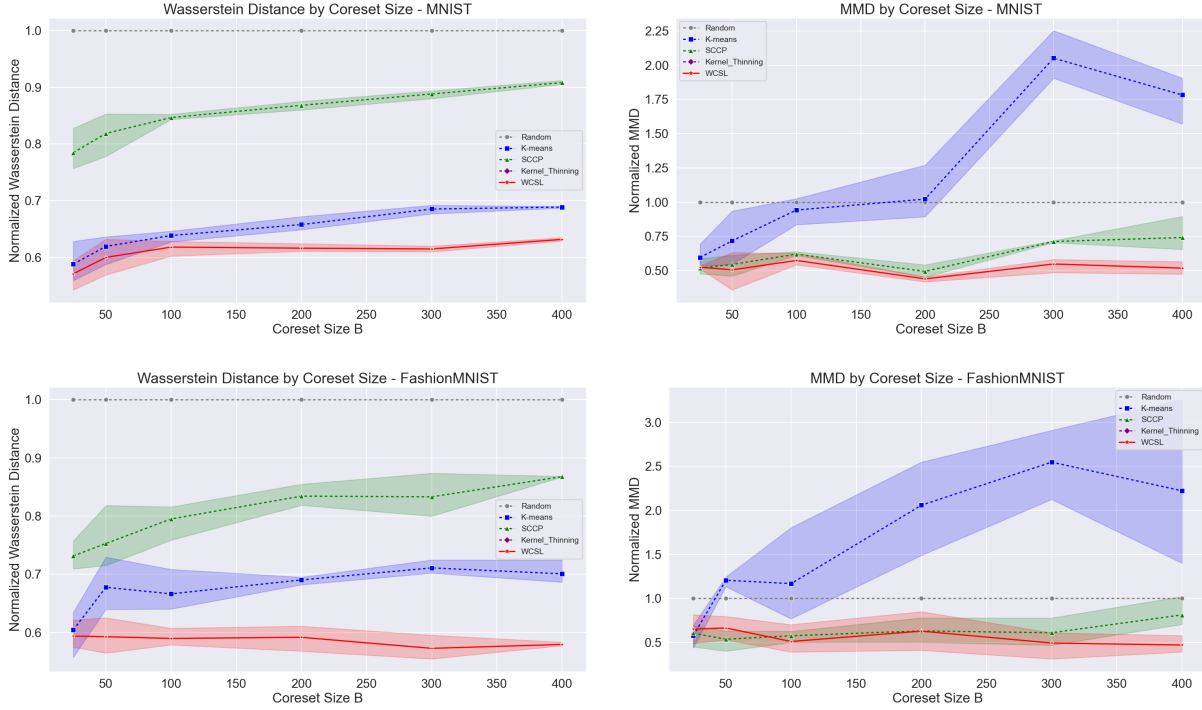 Wasserstein Distance by Coreset Size - MNIST
Normalized Wasserstein Distance
1.0
0.9
0.8
0.7
0.6
Random
K-means
SCCP
Kernel_Thinning
WCSL
50 100 150 200 250 300 350 400
Coreset Size B
MMD by Coreset Size - MNIST
Normalized MMD
2.25
2.00
1.75
1.50
1.25
1.00
0.75
0.50
Random
K-means
SCCP
Kernel_Thinning
WCSL
50 100 150 200 250 300 350 400
Coreset Size B
Wasserstein Distance by Coreset Size - FashionMNIST
Normalized Wasserstein Distance
1.0
0.9
0.8
0.7
0.6
Random
K-means
SCCP
Kernel_Thinning
WCSL
50 100 150 200 250 300 350 400
Coreset Size B
MMD by Coreset Size - FashionMNIST
Normalized MMD
3.0
2.5
2.0
1.5
1.0
0.5
Random
K-means
SCCP
Kernel_Thinning
WCSL
50 100 150 200 250 300 350 400
Coreset Size B